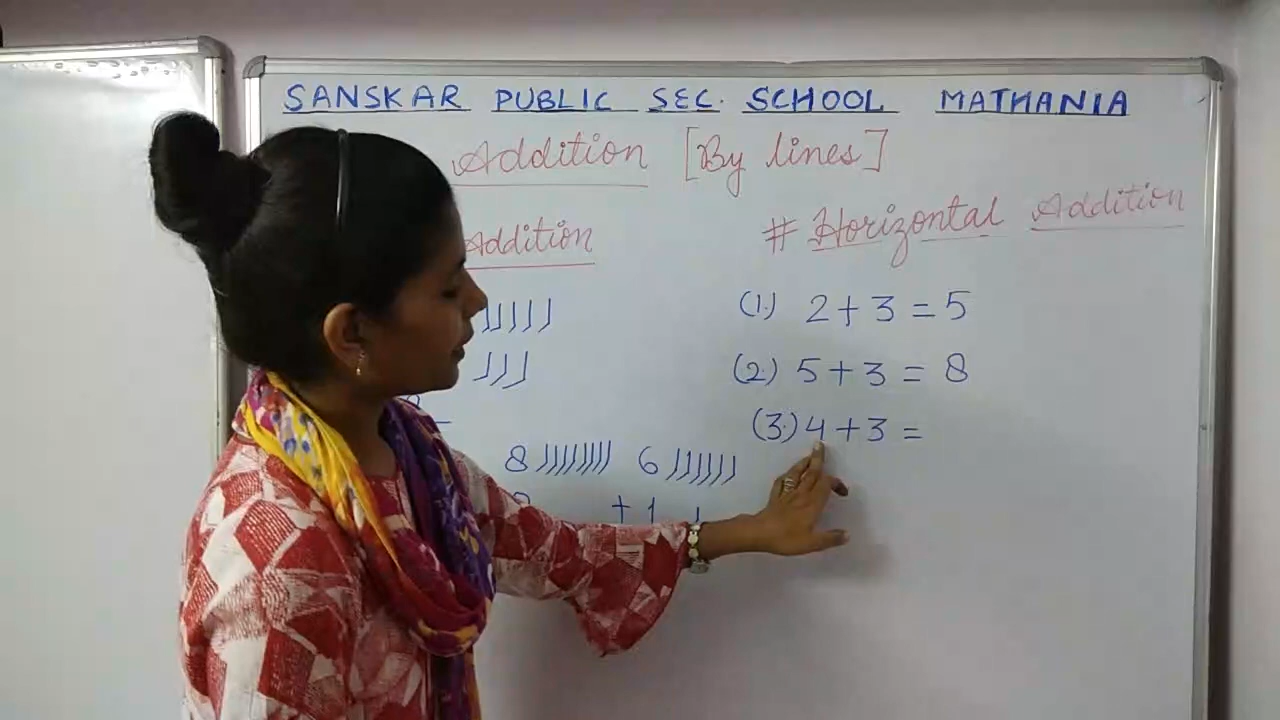 SANSKAR PUBLIC SEC. SCHOOL MATHANIA
Addition [By lines]
Addition
# Horizontal Addition
(1.) 2 + 3 = 5
(2.) 5 + 3 = 8
(3.) 4 + 3 =
8 6
+ 1